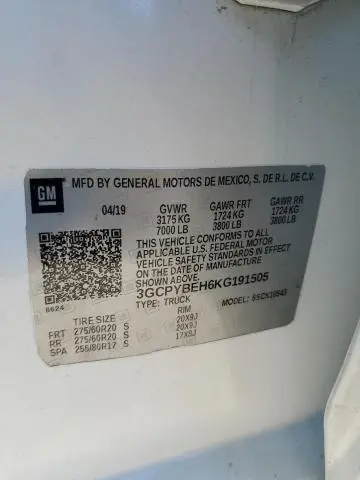 GM
MFD BY GENERAL MOTORS DE MEXICO, S. DE R.L. DE C.V.
04/19 GVWR GAWR FRT GAWR RR
3175 KG 1724 KG 1724 KG
7000 LB 3800 LB 3800 LB
THIS VEHICLE CONFORMS TO ALL
APPLICABLE U.S. FEDERAL MOTOR
VEHICLE SAFETY STANDARDS IN EFFECT
ON THE DATE OF MANUFACTURE
SHOWN ABOVE.
3GCPYBEH6KG191505
8624
TYPE: TRUCK MODEL:
TIRE SIZE RIM
FRT 275/60R20 S 20X9J
RR 275/60R20 S 20X9J
SPA 255/80R17 S 17X8J